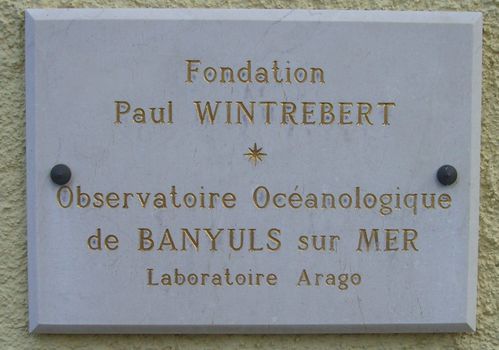 Fondation
Paul WINTREBERT
Observatoire Océanologique
de BANYULS sur MER
Laboratoire Arago